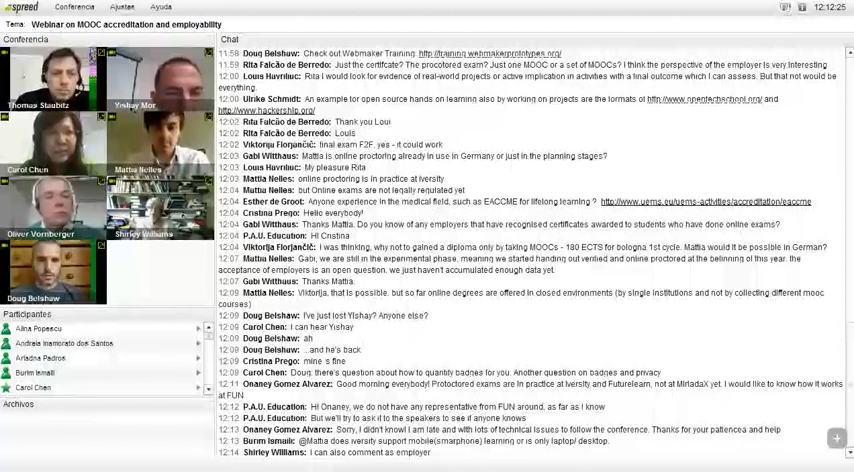 spreed Conferencia Ajustes Ayuda 12:12:25
Tema: Webinar on MOOC accreditation and employability
Conferencia
Thomas Staubitz
Yishay Mor
Carol Chen
Mattia Nelles
Oliver Vornberger
Shirley Williams
Doug Belshaw
Participantes
Alina Popescu
Andreia Inamorato dos Santos
Ariadna Padros
Burim Ismaili
Carol Chen
Archivos
Chat
11:58 Doug Belshaw: Check out Webmaker Training: http://training.webmakerprototypes.org/
11:59 Rita Falcão de Berredo: Just the certifcate? The proctored exam? Just one MOOC or a set of MOOCs? I think the perspective of the employer is very interesting
12:00 Louis Havriluc: Rita I would look for evidence of real-world projects or active implication in activities with a final outcome which I can assess. But that not would be
everything.
12:00 Ulrike Schmidt: An example for open source hands on learning also by working on projects are the formats of http://www.opentechschool.org/ and
http://www.hackership.org/
12:02 Rita Falcão de Berredo: Thank you Loui
12:02 Rita Falcão de Berredo: Louis
12:02 Viktorija Florjančič: final exam F2F, yes - it could work
12:03 Gabi Witthaus: Mattia is online proctoring already in use in Germany or just in the planning stages?
12:03 Louis Havriluc: My pleasure Rita
12:03 Mattia Nelles: online proctoring is in practice at iversity
12:04 Mattia Nelles: but Online exams are not legally regulated yet
12:04 Esther de Groot: Anyone experience in the medical field, such as EACCME for lifelong learning ? http://www.uems.eu/uems-activities/accreditation/eaccme
12:04 Cristina Prego: Hello everybody!
12:04 Gabi Witthaus: Thanks Mattia. Do you know of any employers that have recognised certificates awarded to students who have done online exams?
12:04 P.A.U. Education: Hi Cristina
12:04 Viktorija Florjančič: I was thinking, why not to gained a diploma only by taking MOOCs - 180 ECTS for bologna 1st cycle. Mattia would it be possible in Germany?
12:07 Mattia Nelles: Gabi, we are still in the experimental phase, meaning we started handing out verified and online proctored at the beginning of this year. the
acceptance of employers is an open question. we just haven't accumulated enough data yet.
12:07 Gabi Witthaus: Thanks Mattia.
12:09 Mattia Nelles: Viktorija, that is possible, but so far online degrees are offered in closed environments (by single institutions and not by collecting different mooc
courses)
12:09 Doug Belshaw: I've just lost Yishay? Anyone else?
12:09 Carol Chen: I can hear Yishay
12:09 Doug Belshaw: ah
12:09 Doug Belshaw: ...and he's back
12:09 Cristina Prego: mine is fine
12:09 Carol Chen: Doug, there's question about how to quantify badges for you. Another question on badges and privacy
12:11 Onaney Gomez Alvarez: Good morning everybody! Protoctored exams are in practice at Iversity and Futurelearn, not at MiriadaX yet. I would like to know how it works
at FUN
12:12 P.A.U. Education: Hi Onaney, we do not have any representative from FUN around, as far as I know
12:12 P.A.U. Education: But we'll try to ask it to the speakers to see if anyone knows
12:13 Onaney Gomez Alvarez: Sorry, I didn't know! I am late and with lots of technical issues to follow the conference. Thanks for your patiencea and help
12:13 Burim Ismaili: @Mattia does iversity support mobile(smarphone) learning or is only laptop/ desktop.
12:14 Shirley Williams: I can also comment as employer